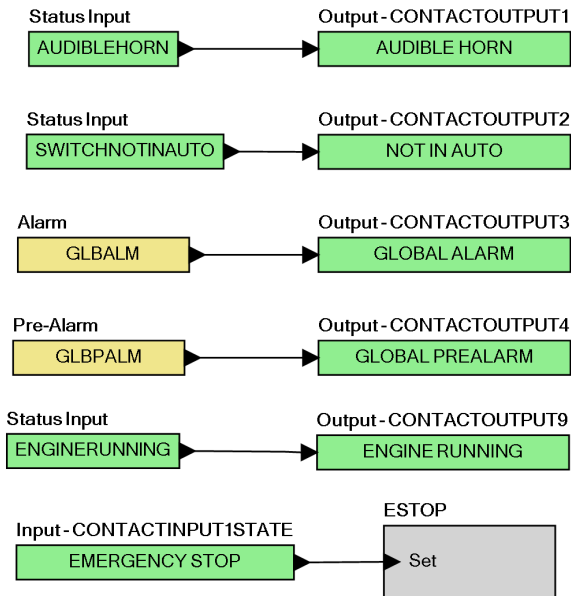 Status Input Output - CONTACTOUTPUT1
AUDIBLEHORN AUDIBLE HORN
Status Input Output - CONTACTOUTPUT2
SWITCHNOTINAUTO NOT IN AUTO
Alarm Output - CONTACTOUTPUT3
GLBALM GLOBAL ALARM
Pre-Alarm Output - CONTACTOUTPUT4
GLBPALM GLOBAL PREALARM
Status Input Output - CONTACTOUTPUT9
ENGINERUNNING ENGINE RUNNING
ESTOP
Input - CONTACTINPUT1STATE
EMERGENCY STOP Set